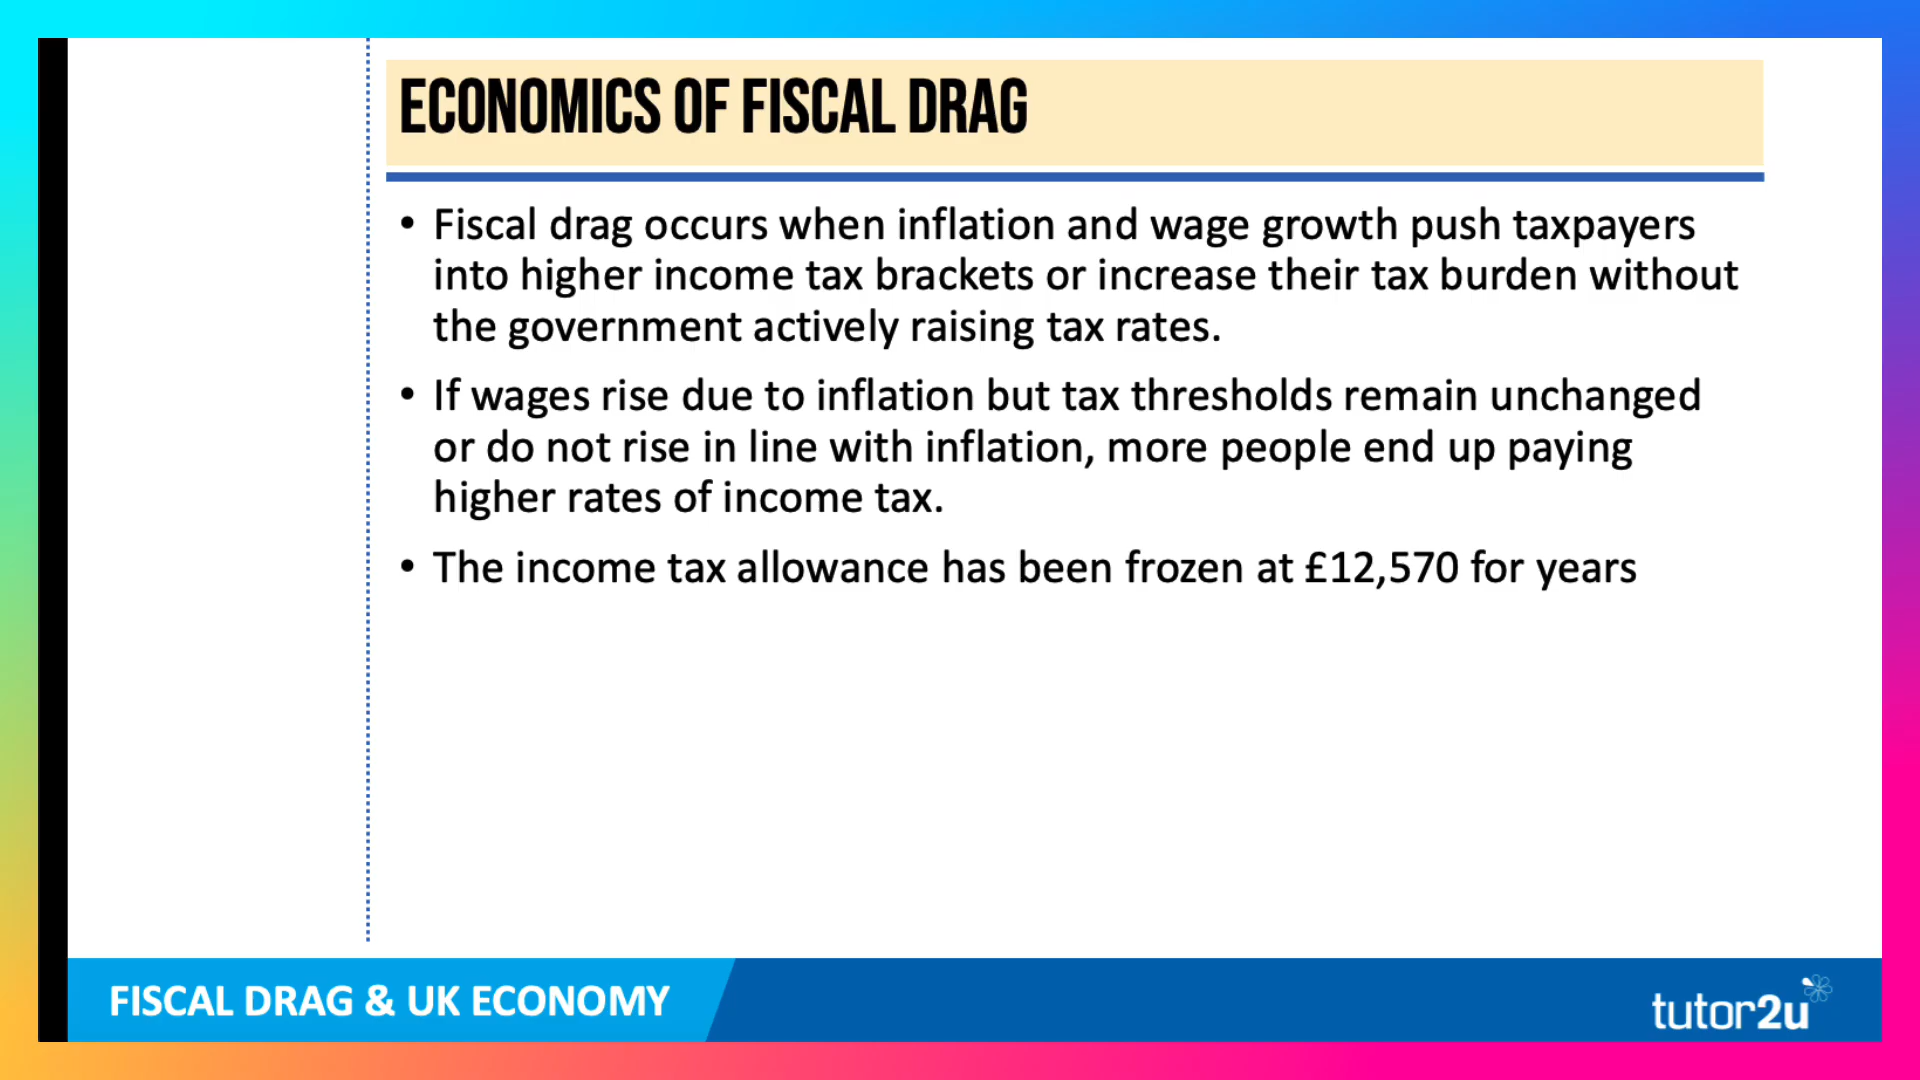 ECONOMICS OF FISCAL DRAG
• Fiscal drag occurs when inflation and wage growth push taxpayers
into higher income tax brackets or increase their tax burden without
the government actively raising tax rates.
• If wages rise due to inflation but tax thresholds remain unchanged
or do not rise in line with inflation, more people end up paying
higher rates of income tax.
• The income tax allowance has been frozen at £12,570 for years
FISCAL DRAG & UK ECONOMY
tutor2u